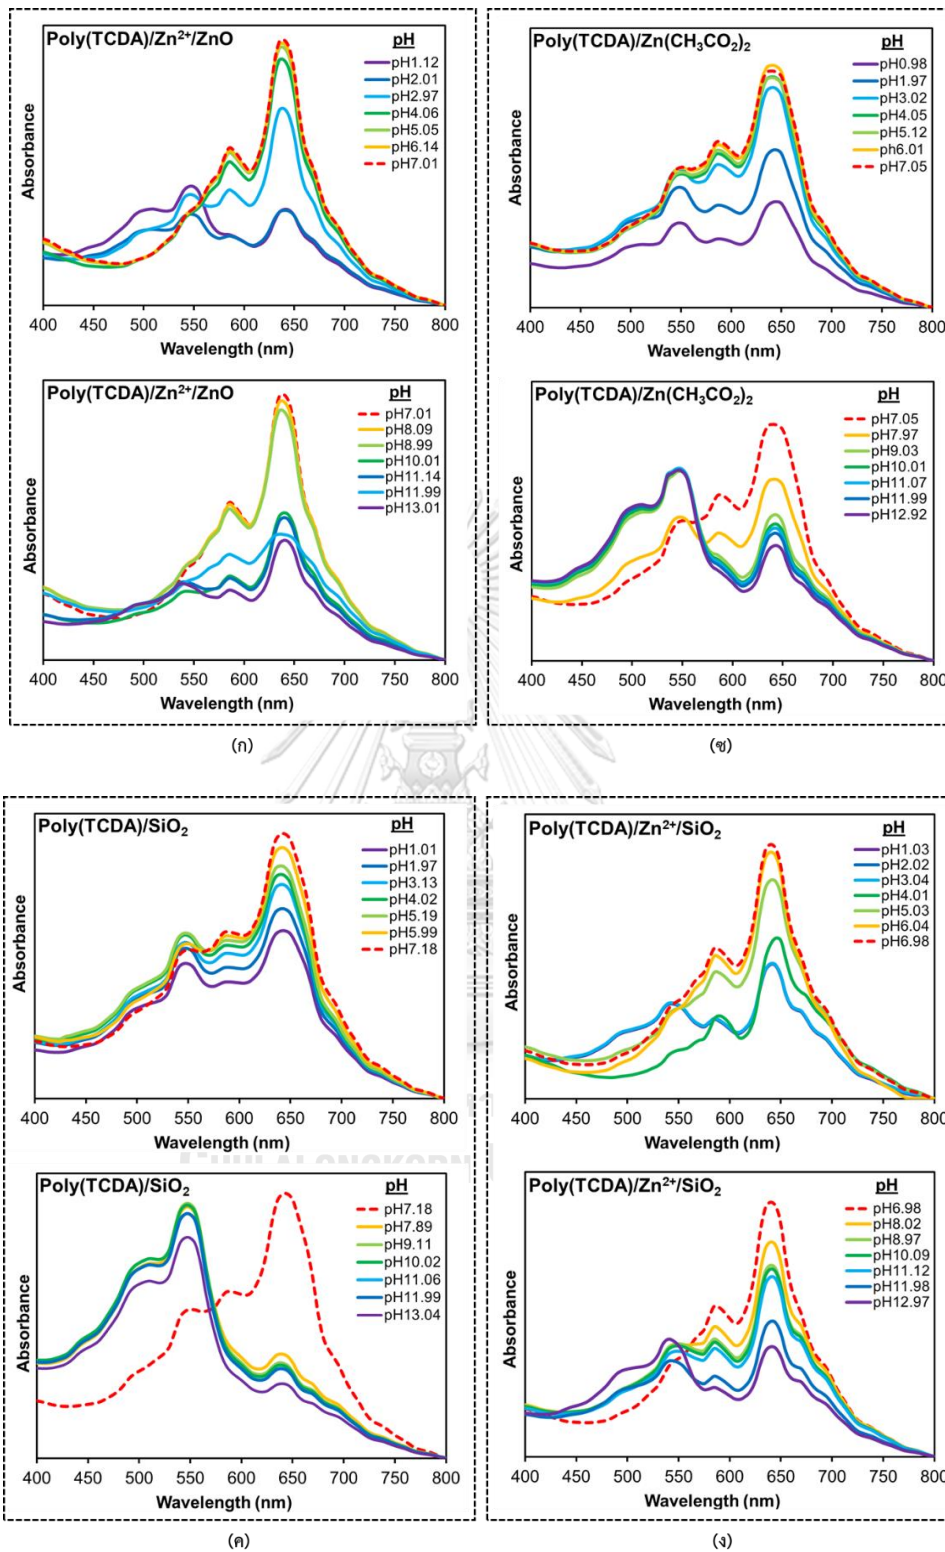 Poly(TCDA)/Zn²⁺/ZnO
pH
pH1.12
pH2.01
pH2.97
pH4.06
pH5.05
pH6.14
pH7.01
Absorbance
400 450 500 550 600 650 700 750 800
Wavelength (nm)
Poly(TCDA)/Zn²⁺/ZnO
pH
pH7.01
pH8.09
pH8.99
pH10.01
pH11.14
pH11.99
pH13.01
Absorbance
400 450 500 550 600 650 700 750 800
Wavelength (nm)
(ก)
Poly(TCDA)/Zn(CH₃CO₂)₂
pH
pH0.98
pH1.97
pH3.02
pH4.05
pH5.12
ph6.01
pH7.05
Absorbance
400 450 500 550 600 650 700 750 800
Wavelength (nm)
Poly(TCDA)/Zn(CH₃CO₂)₂
pH
pH7.05
pH7.97
pH9.03
pH10.01
pH11.07
pH11.99
pH12.92
Absorbance
400 450 500 550 600 650 700 750 800
Wavelength (nm)
(ซ)
Poly(TCDA)/SiO₂
pH
pH1.01
pH1.97
pH3.13
pH4.02
pH5.19
pH5.99
pH7.18
Absorbance
400 450 500 550 600 650 700 750 800
Wavelength (nm)
Poly(TCDA)/SiO₂
pH
pH7.18
pH7.89
pH9.11
pH10.02
pH11.06
pH11.99
pH13.04
Absorbance
400 450 500 550 600 650 700 750 800
Wavelength (nm)
(ค)
Poly(TCDA)/Zn²⁺/SiO₂
pH
pH1.03
pH2.02
pH3.04
pH4.01
pH5.03
pH6.04
pH6.98
Absorbance
400 450 500 550 600 650 700 750 800
Wavelength (nm)
Poly(TCDA)/Zn²⁺/SiO₂
pH
pH6.98
pH8.02
pH8.97
pH10.09
pH11.12
pH11.98
pH12.97
Absorbance
400 450 500 550 600 650 700 750 800
Wavelength (nm)
(ง)